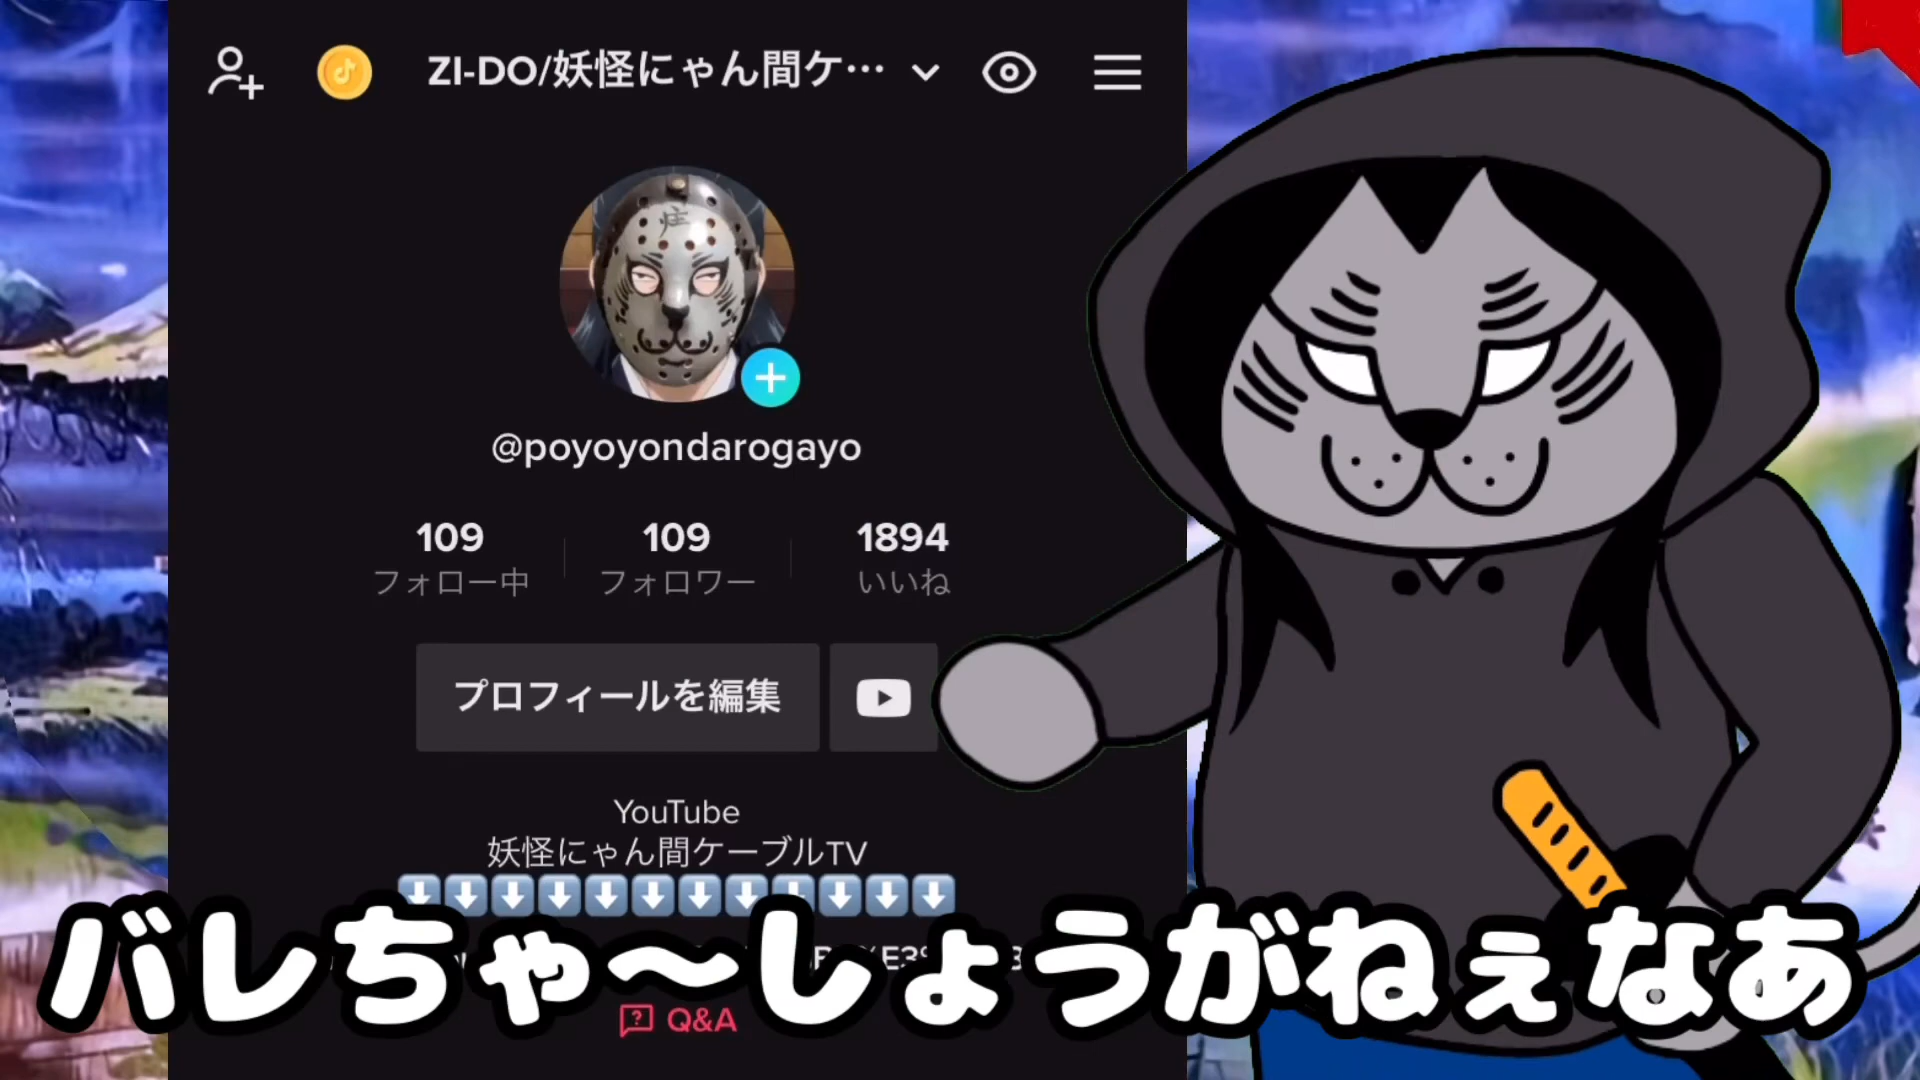 ZI-DO/妖怪にゃん間ケ…
@poyoyondarogayo
109 109 1894
フォロー中 フォロワー いいね
プロフィールを編集
YouTube
妖怪にゃん間ケーブルTV
バレちゃ〜しょうがねぇなあ
Q&A